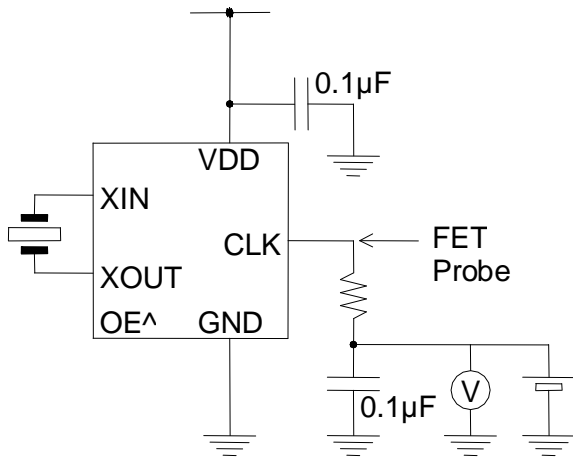 0.1µF
VDD
XIN
CLK
FET
Probe
XOUT
OE^ GND
0.1µF
V